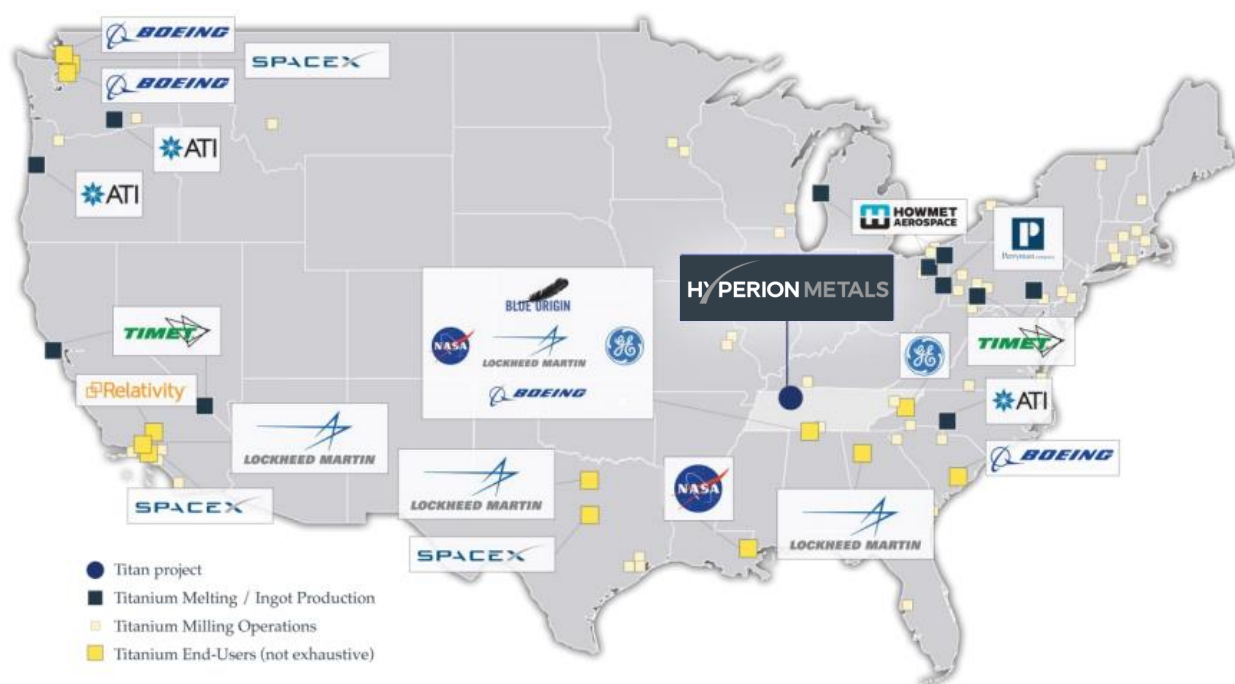 BOEING
SPACEX
BOEING
ATI
ATI
HOWMET
AEROSPACE
P
Perryman company
HYPERION METALS
BLUE ORIGIN
NASA
LOCKHEED MARTIN
GE
BOEING
TIMET
GE
TIMET
Relativity
ATI
LOCKHEED MARTIN
BOEING
LOCKHEED MARTIN
NASA
SPACEX
LOCKHEED MARTIN
SPACEX
Titan project
Titanium Melting / Ingot Production
Titanium Milling Operations
Titanium End-Users (not exhaustive)